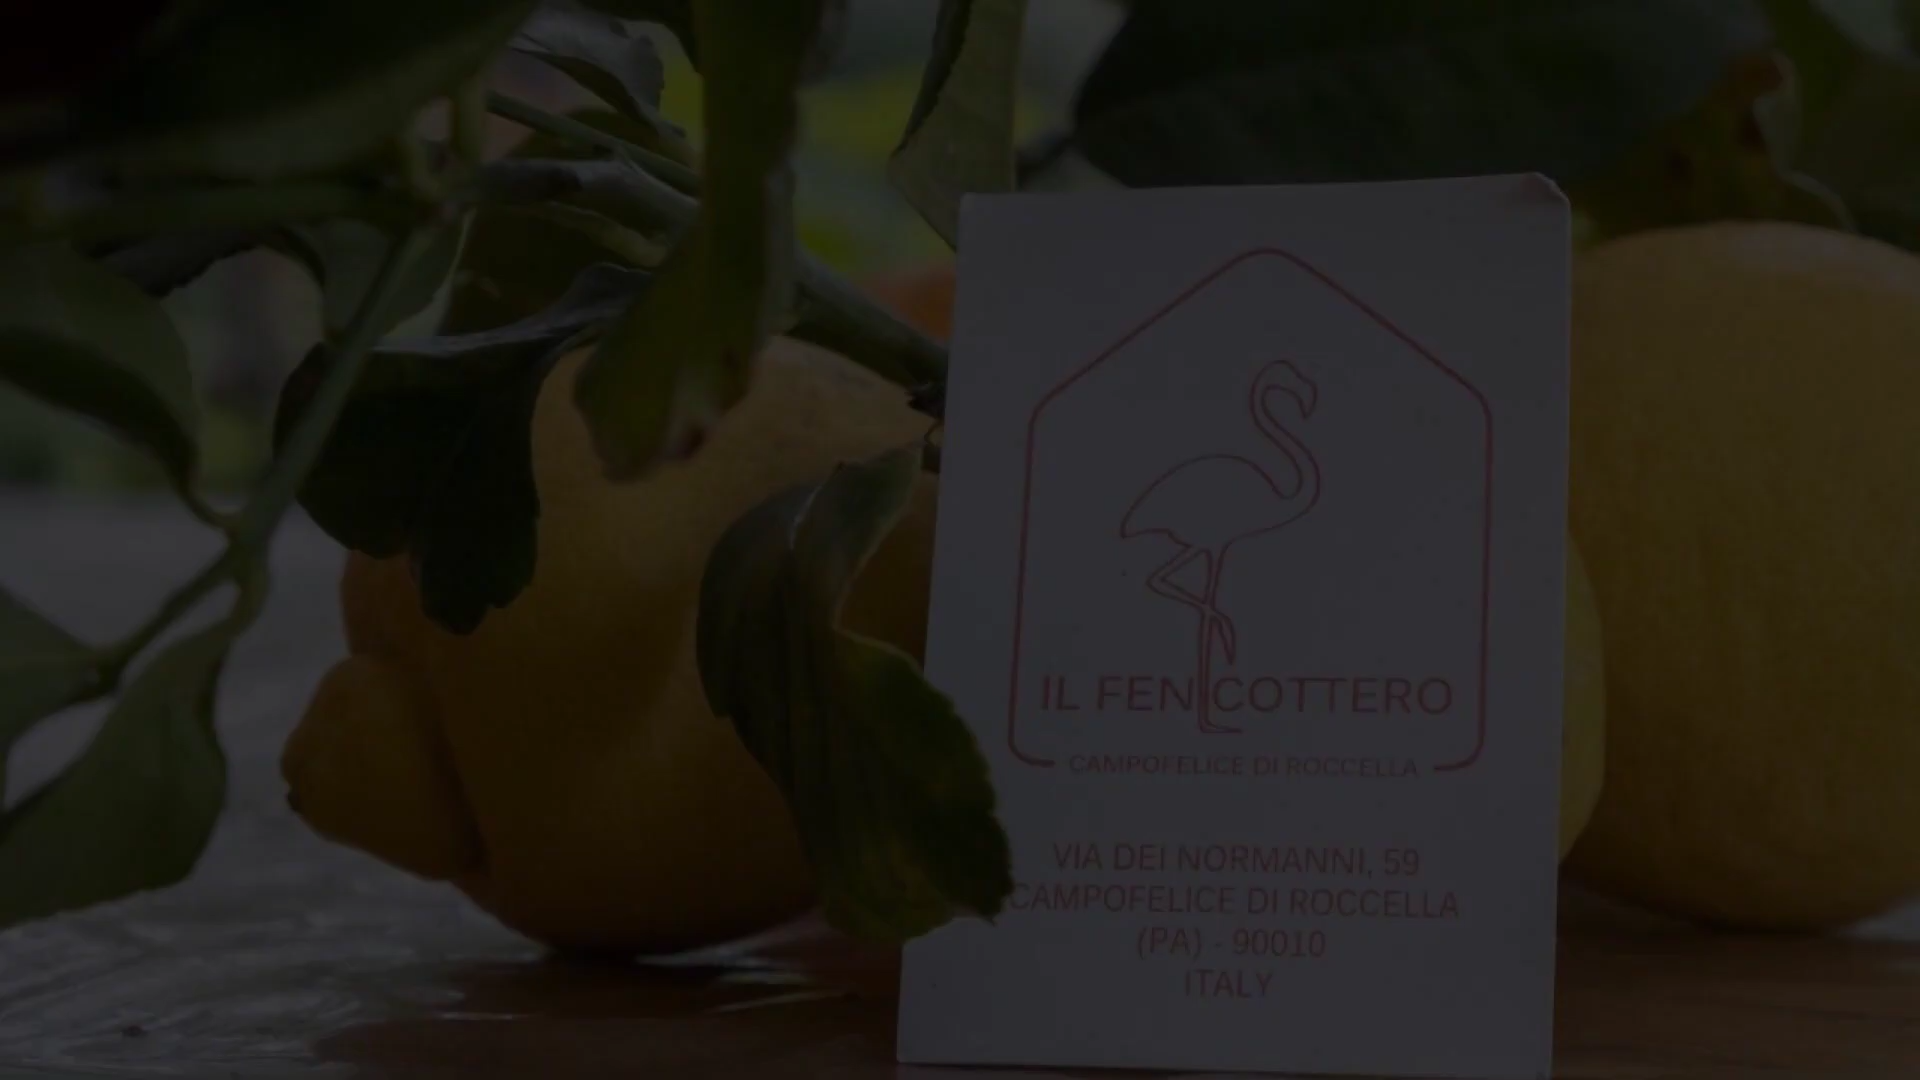 IL FENICOTTERO
CAMPOFELICE DI ROCCELLA
VIA DEI NORMANNI, 59
CAMPOFELICE DI ROCCELLA
(PA) - 90010
ITALY